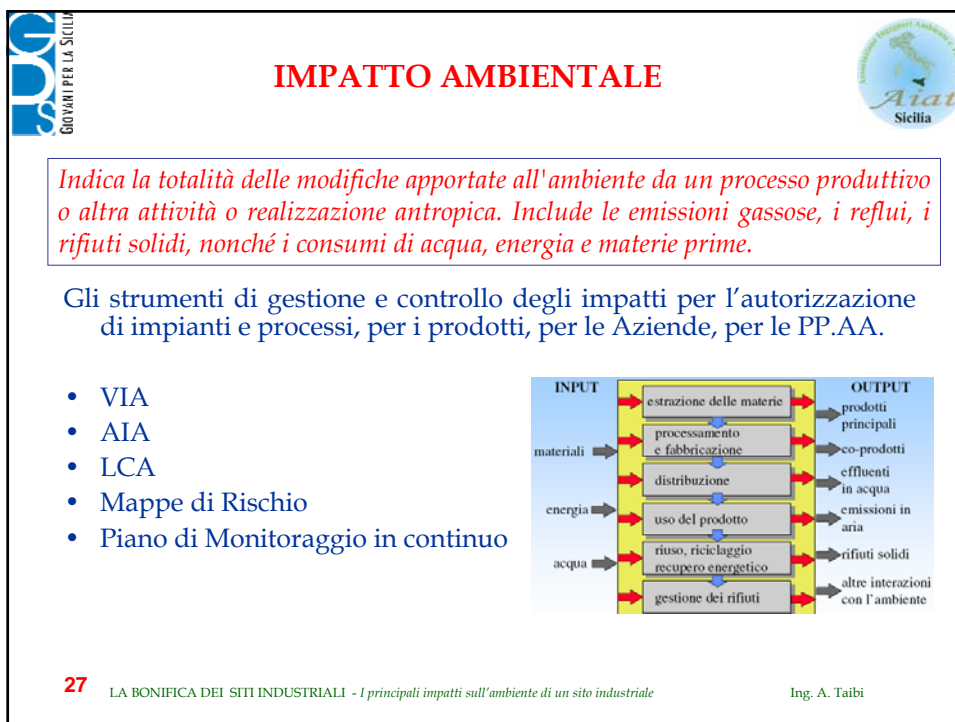 GDS
GIOVANI PER LA SICILIA
IMPATTO AMBIENTALE
Associazione Ingegneri Ambiente e
Aiat
Sicilia
Indica la totalità delle modifiche apportate all'ambiente da un processo produttivo
o altra attività o realizzazione antropica. Include le emissioni gassose, i reflui, i
rifiuti solidi, nonché i consumi di acqua, energia e materie prime.
Gli strumenti di gestione e controllo degli impatti per l’autorizzazione
di impianti e processi, per i prodotti, per le Aziende, per le PP.AA.
• VIA
• AIA
• LCA
• Mappe di Rischio
• Piano di Monitoraggio in continuo
INPUT
materiali
energia
acqua
estrazione delle materie
processamento
e fabbricazione
distribuzione
uso del prodotto
riuso, riciclaggio
recupero energetico
gestione dei rifiuti
OUTPUT
prodotti
principali
co-prodotti
effluenti
in acqua
emissioni in
aria
rifiuti solidi
altre interazioni
con l’ambiente
27
LA BONIFICA DEI SITI INDUSTRIALI - I principali impatti sull’ambiente di un sito industriale
Ing. A. Taibi